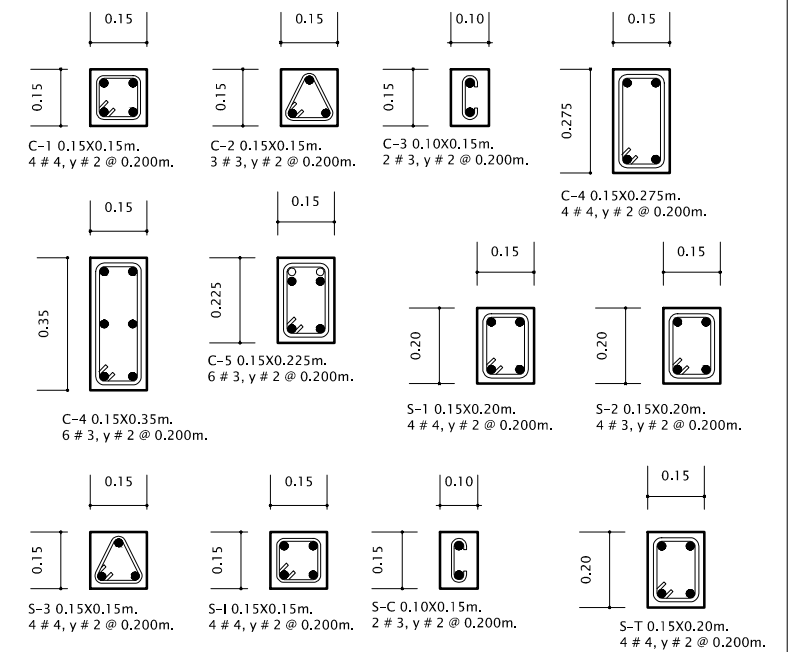 0.15
0.15
0.10
0.15
0.15
0.15
0.15
0.275
C-1 0.15X0.15m.
4 # 4, y # 2 @ 0.200m.
C-2 0.15X0.15m.
3 # 3, y # 2 @ 0.200m.
C-3 0.10X0.15m.
2 # 3, y # 2 @ 0.200m.
C-4 0.15X0.275m.
4 # 4, y # 2 @ 0.200m.
0.15
0.15
0.15
0.15
0.35
0.225
0.20
0.20
C-4 0.15X0.35m.
6 # 3, y # 2 @ 0.200m.
C-5 0.15X0.225m.
6 # 3, y # 2 @ 0.200m.
S-1 0.15X0.20m.
4 # 4, y # 2 @ 0.200m.
S-2 0.15X0.20m.
4 # 3, y # 2 @ 0.200m.
0.15
0.15
0.10
0.15
0.15
0.15
0.15
0.20
S-3 0.15X0.15m.
4 # 4, y # 2 @ 0.200m.
S-I 0.15X0.15m.
4 # 4, y # 2 @ 0.200m.
S-C 0.10X0.15m.
2 # 3, y # 2 @ 0.200m.
S-T 0.15X0.20m.
4 # 4, y # 2 @ 0.200m.